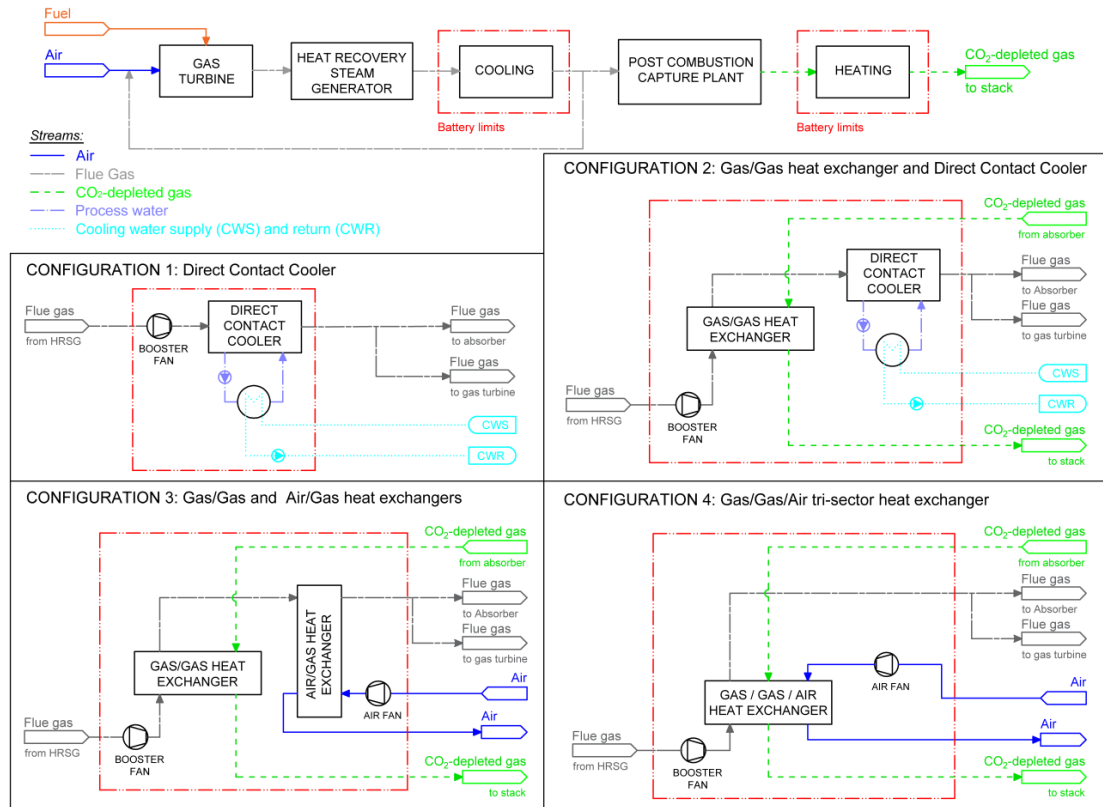 Fuel
Air
GAS
TURBINE
HEAT RECOVERY
STEAM
GENERATOR
COOLING
Battery limits
POST COMBUSTION
CAPTURE PLANT
HEATING
Battery limits
CO2-depleted gas
to stack
Streams:
Air
Flue Gas
CO2-depleted gas
Process water
Cooling water supply (CWS) and return (CWR)
CONFIGURATION 1: Direct Contact Cooler
Flue gas
from HRSG
BOOSTER
FAN
DIRECT
CONTACT
COOLER
Flue gas
to absorber
Flue gas
to gas turbine
CWS
CWR
CONFIGURATION 2: Gas/Gas heat exchanger and Direct Contact Cooler
CO2-depleted gas
from absorber
DIRECT
CONTACT
COOLER
Flue gas
to Absorber
Flue gas
to gas turbine
GAS/GAS HEAT
EXCHANGER
CWS
CWR
Flue gas
from HRSG
BOOSTER
FAN
CO2-depleted gas
to stack
CONFIGURATION 3: Gas/Gas and Air/Gas heat exchangers
CO2-depleted gas
from absorber
Flue gas
to Absorber
Flue gas
to gas turbine
AIR/GAS HEAT
EXCHANGER
GAS/GAS HEAT
EXCHANGER
AIR FAN
Air
Air
Flue gas
from HRSG
BOOSTER
FAN
CO2-depleted gas
to stack
CONFIGURATION 4: Gas/Gas/Air tri-sector heat exchanger
CO2-depleted gas
from absorber
Flue gas
to Absorber
Flue gas
to gas turbine
AIR FAN
Air
GAS / GAS / AIR
HEAT EXCHANGER
Air
Flue gas
from HRSG
BOOSTER
FAN
CO2-depleted gas
to stack